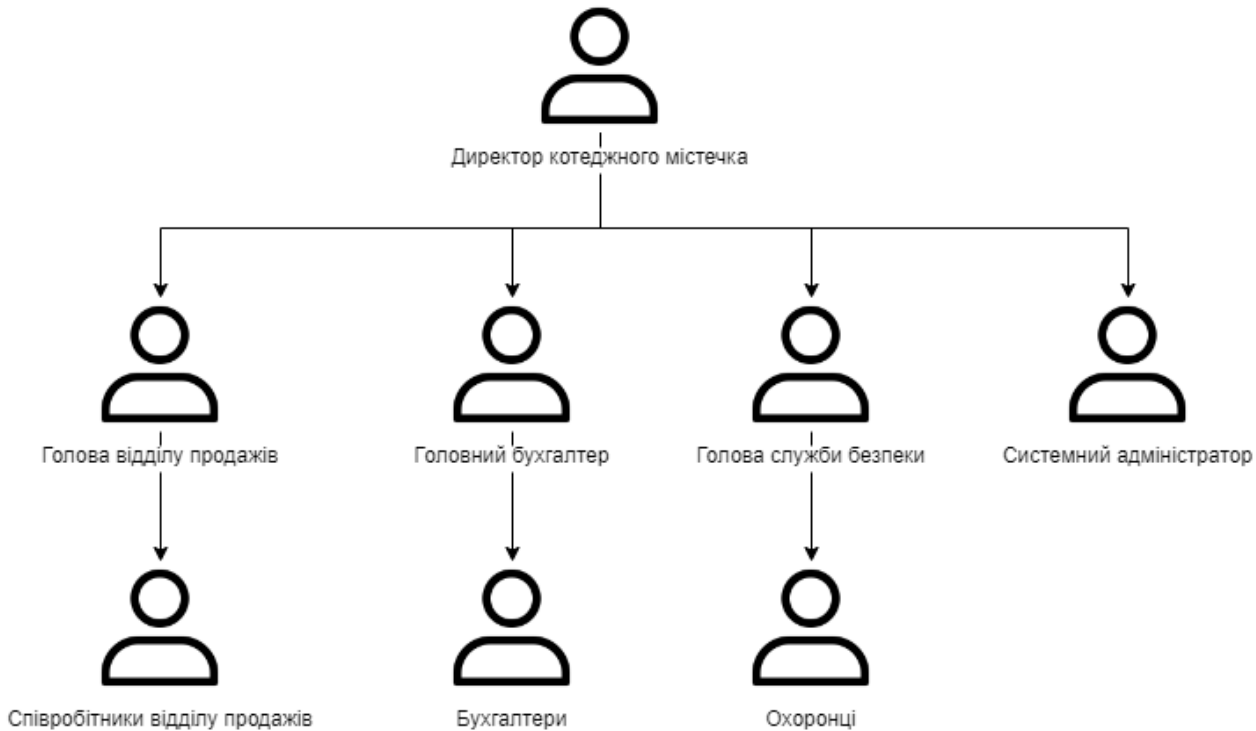 Директор котеджного містечка
Голова відділу продажів
Головний бухгалтер
Голова служби безпеки
Системний адміністратор
Співробітники відділу продажів
Бухгалтери
Охоронці